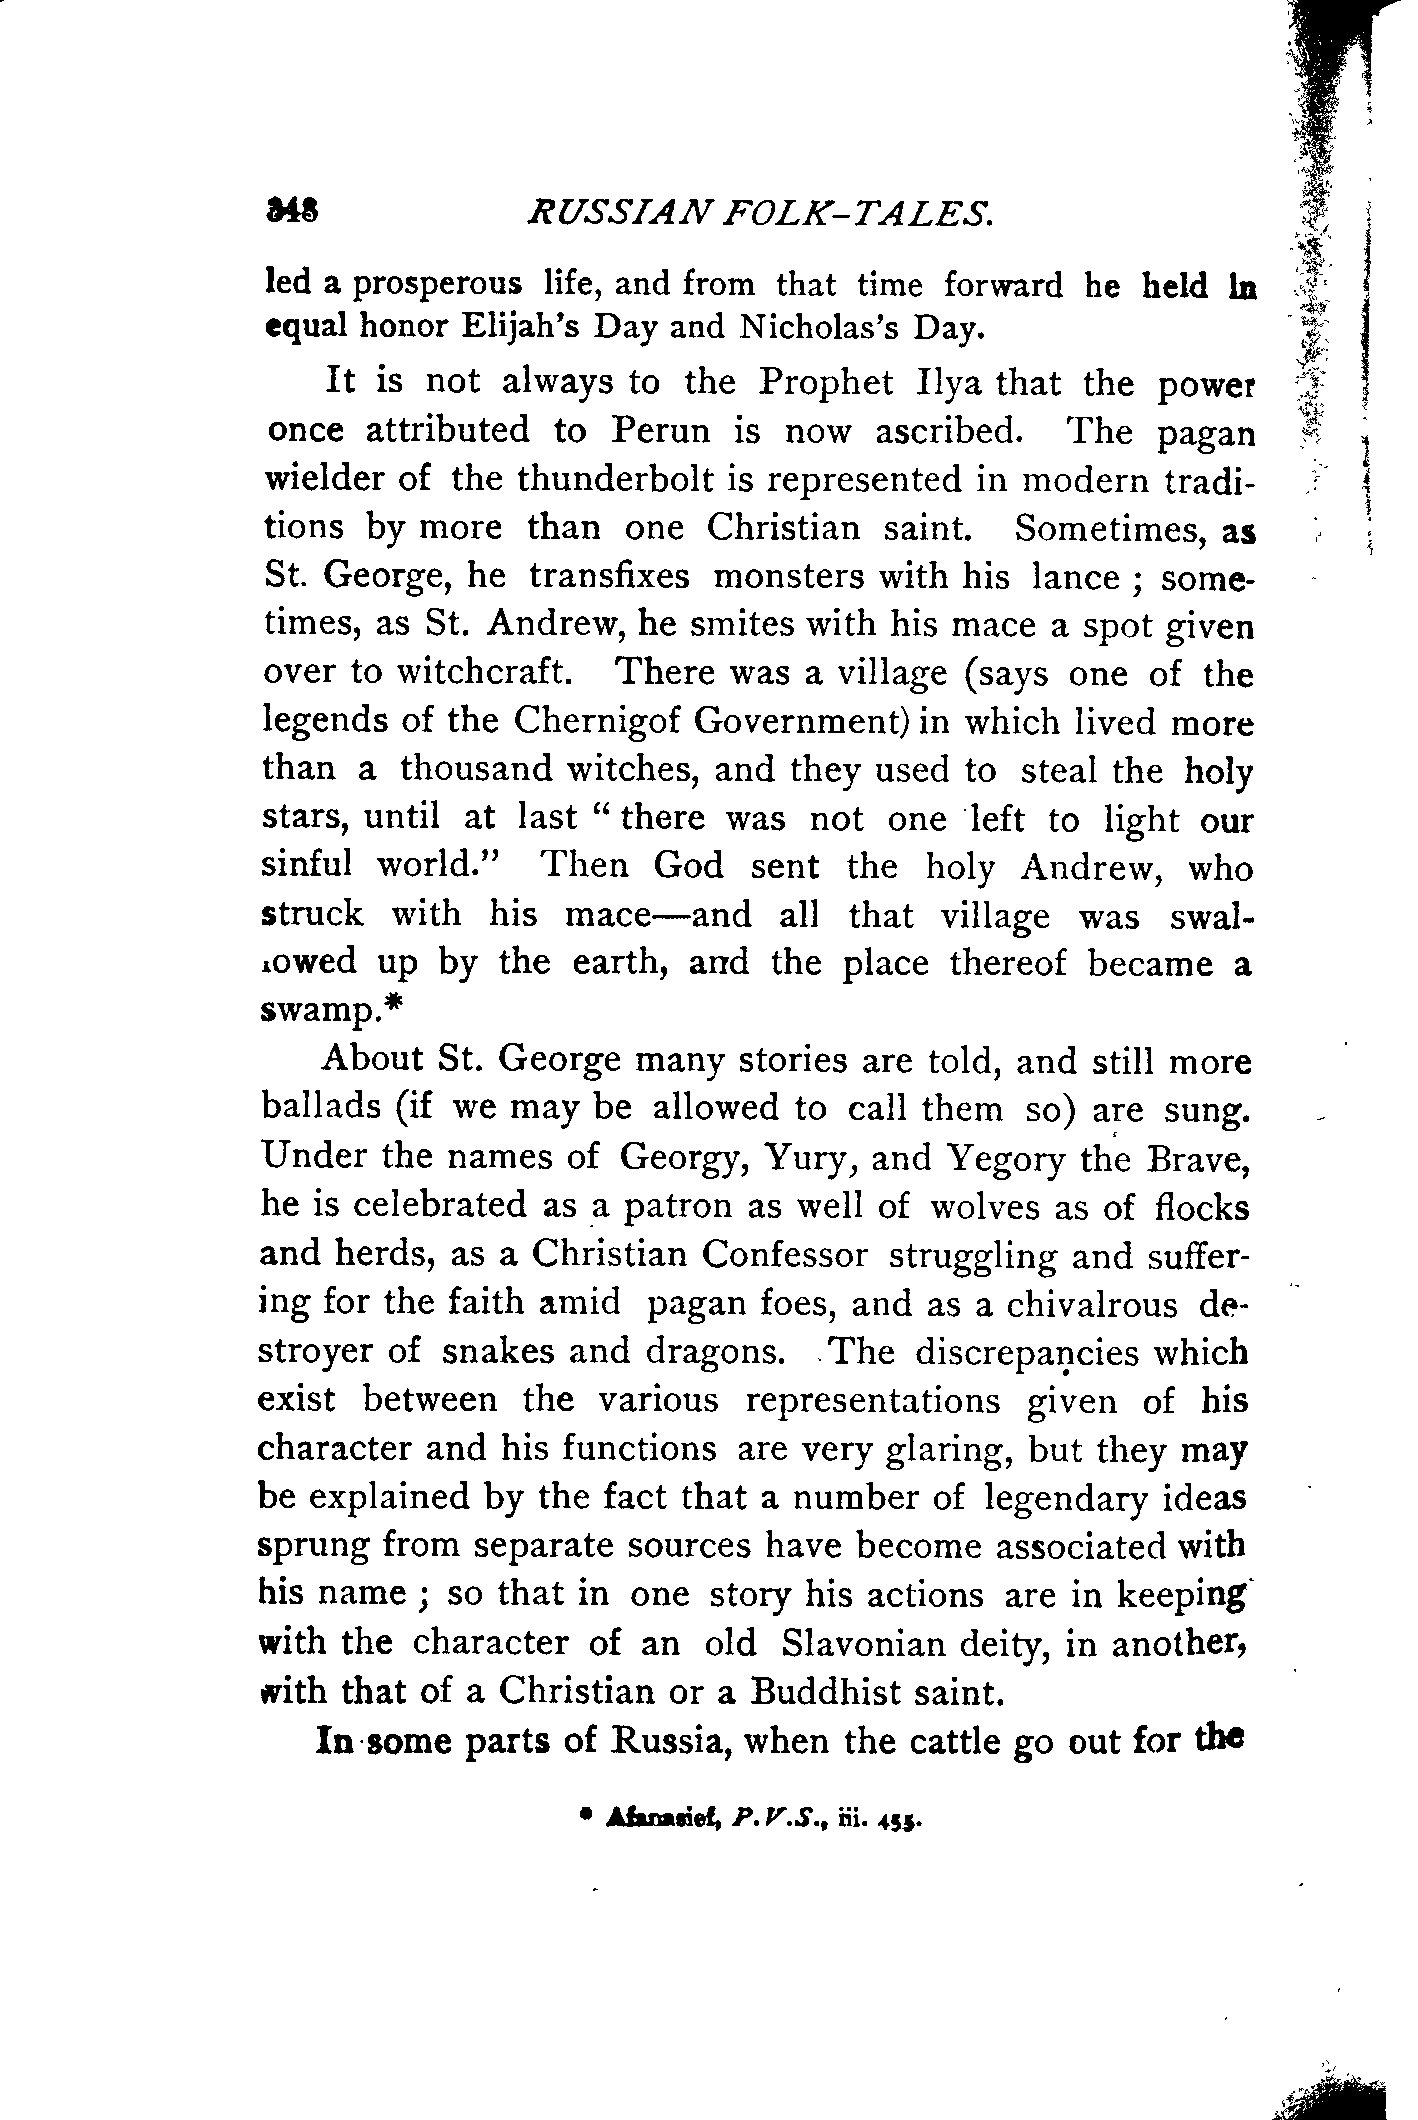 348 RUSSIAN FOLK-TALES.
led a prosperous life, and from that time forward he held in
equal honor Elijah's Day and Nicholas's Day.
It is not always to the Prophet Ilya that the power
once attributed to Perun is now ascribed. The pagan
wielder of the thunderbolt is represented in modern tradi-
tions by more than one Christian saint. Sometimes, as
St. George, he transfixes monsters with his lance ; some-
times, as St. Andrew, he smites with his mace a spot given
over to witchcraft. There was a village (says one of the
legends of the Chernigof Government) in which lived more
than a thousand witches, and they used to steal the holy
stars, until at last " there was not one left to light our
sinful world." Then God sent the holy Andrew, who
struck with his mace—and all that village was swal-
lowed up by the earth, and the place thereof became a
swamp.*
About St. George many stories are told, and still more
ballads (if we may be allowed to call them so) are sung.
Under the names of Georgy, Yury, and Yegory the Brave,
he is celebrated as a patron as well of wolves as of flocks
and herds, as a Christian Confessor struggling and suffer-
ing for the faith amid pagan foes, and as a chivalrous de-
stroyer of snakes and dragons. The discrepancies which
exist between the various representations given of his
character and his functions are very glaring, but they may
be explained by the fact that a number of legendary ideas
sprung from separate sources have become associated with
his name ; so that in one story his actions are in keeping
with the character of an old Slavonian deity, in another,
with that of a Christian or a Buddhist saint.
In some parts of Russia, when the cattle go out for the
* Afanasief, P.V.S., iii. 455.